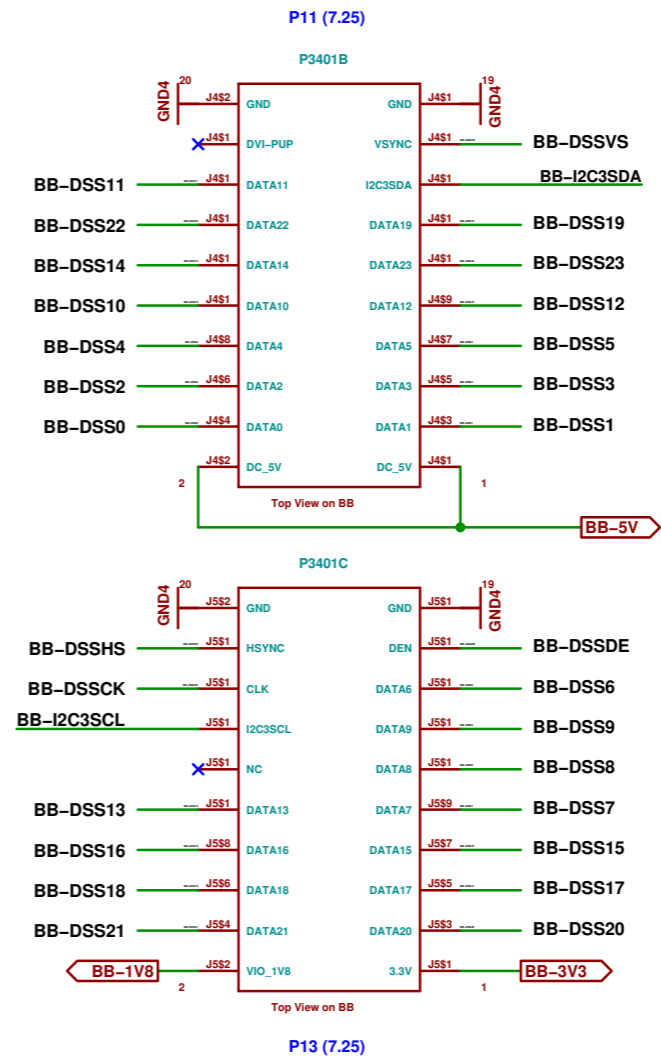 P11 (7.25)
P3401B
20 19
GND4 J4$2 GND GND J4$1 GND4
J4$1 DVI-PUP VSYNC J4$1 BB-DSSVS
BB-DSS11 J4$1 DATA11 I2C3SDA J4$1 BB-I2C3SDA
BB-DSS22 J4$1 DATA22 DATA19 J4$1 BB-DSS19
BB-DSS14 J4$1 DATA14 DATA23 J4$1 BB-DSS23
BB-DSS10 J4$1 DATA10 DATA12 J4$9 BB-DSS12
BB-DSS4 J4$8 DATA4 DATA5 J4$7 BB-DSS5
BB-DSS2 J4$6 DATA2 DATA3 J4$5 BB-DSS3
BB-DSS0 J4$4 DATA0 DATA1 J4$3 BB-DSS1
J4$2 DC_5V DC_5V J4$1
2 1
Top View on BB
BB-5V
P3401C
20 19
GND4 J5$2 GND GND J5$1 GND4
BB-DSSHS J5$1 HSYNC DEN J5$1 BB-DSSDE
BB-DSSCK J5$1 CLK DATA6 J5$1 BB-DSS6
BB-I2C3SCL J5$1 I2C3SCL DATA9 J5$1 BB-DSS9
J5$1 NC DATA8 J5$1 BB-DSS8
BB-DSS13 J5$1 DATA13 DATA7 J5$9 BB-DSS7
BB-DSS16 J5$8 DATA16 DATA15 J5$7 BB-DSS15
BB-DSS18 J5$6 DATA18 DATA17 J5$5 BB-DSS17
BB-DSS21 J5$4 DATA21 DATA20 J5$3 BB-DSS20
BB-1V8 J5$2 VIO_1V8 3.3V J5$1 BB-3V3
2 1
Top View on BB
P13 (7.25)